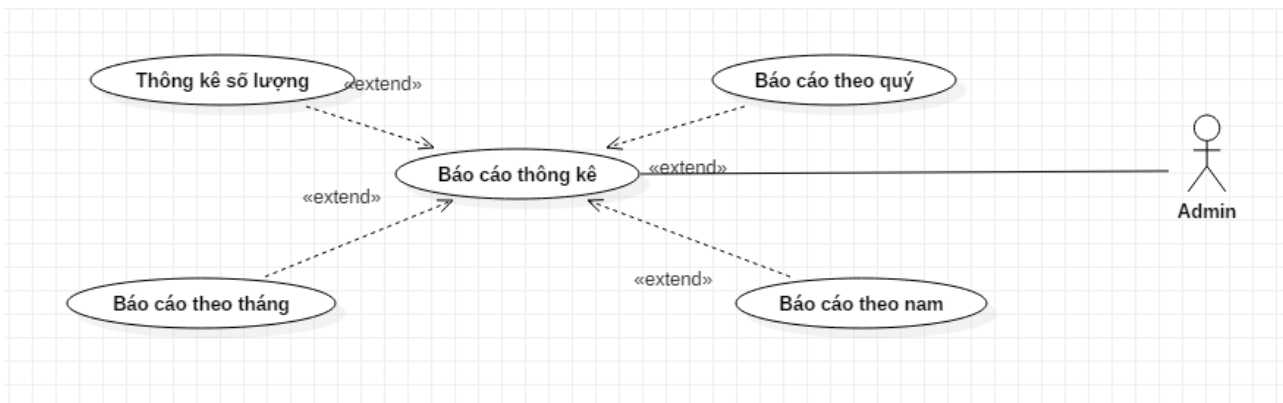 Thông kê số lượng
«extend»
Báo cáo theo quý
Báo cáo thông kê
«extend»
«extend»
Admin
«extend»
Báo cáo theo tháng
Báo cáo theo nam